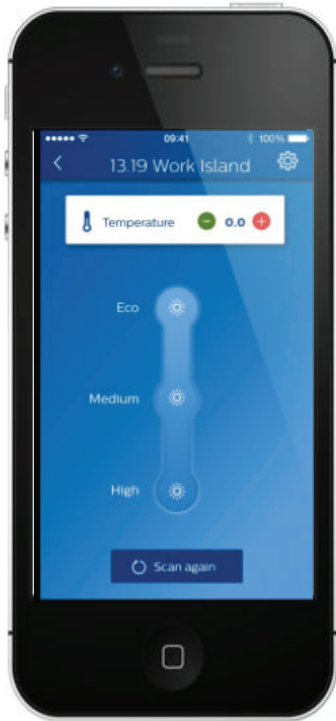 09:41 100%
13.19 Work Island
Temperature - 0.0 +
Eco
Medium
High
Scan again